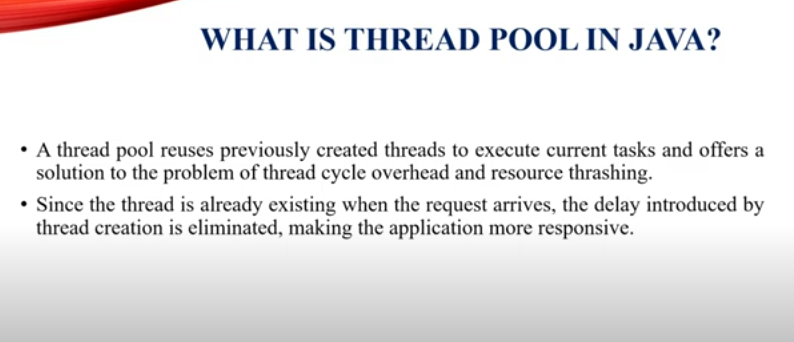 WHAT IS THREAD POOL IN JAVA?
• A thread pool reuses previously created threads to execute current tasks and offers a
solution to the problem of thread cycle overhead and resource thrashing.
• Since the thread is already existing when the request arrives, the delay introduced by
thread creation is eliminated, making the application more responsive.